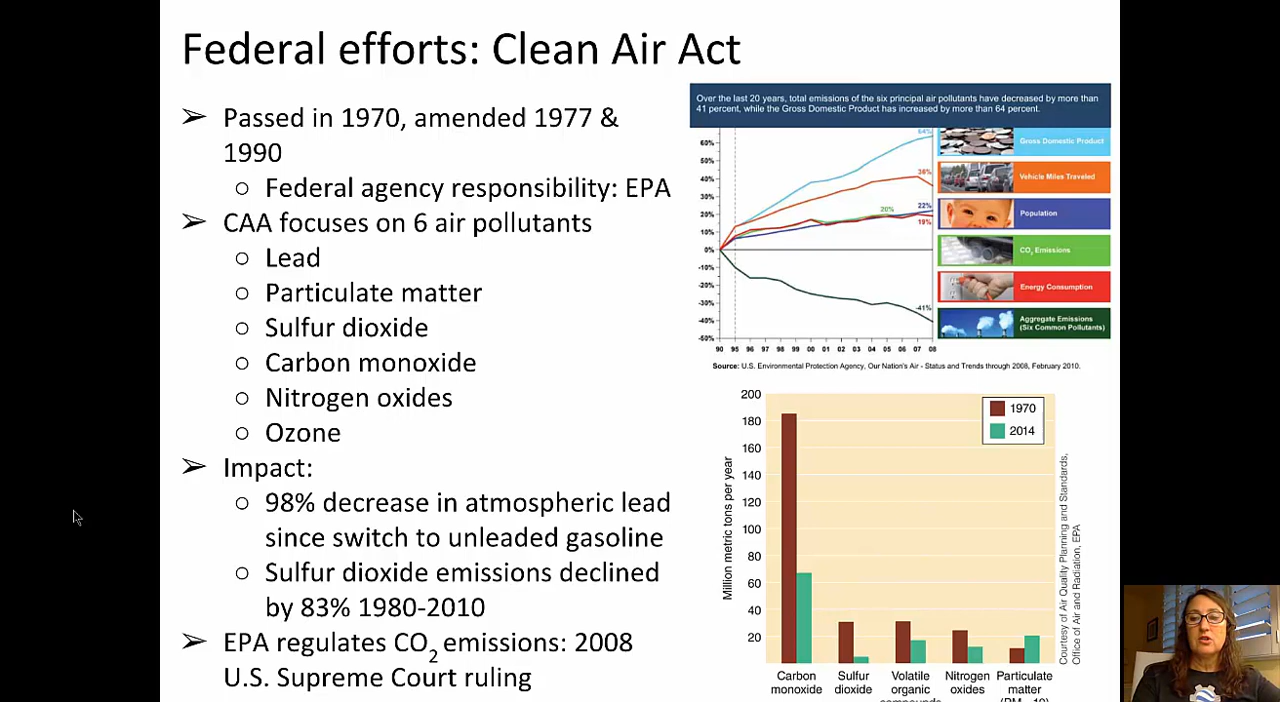 Federal efforts: Clean Air Act
➢ Passed in 1970, amended 1977 &
1990
○ Federal agency responsibility: EPA
➢ CAA focuses on 6 air pollutants
○ Lead
○ Particulate matter
○ Sulfur dioxide
○ Carbon monoxide
○ Nitrogen oxides
○ Ozone
➢ Impact:
○ 98% decrease in atmospheric lead
since switch to unleaded gasoline
○ Sulfur dioxide emissions declined
by 83% 1980-2010
➢ EPA regulates CO2 emissions: 2008
U.S. Supreme Court ruling
Over the last 20 years, total emissions of the six principal air pollutants have decreased by more than
41 percent, while the Gross Domestic Product has increased by more than 64 percent.
60%
50%
40%
30%
20%
10%
0%
-10%
-20%
-30%
-40%
-50%
64%
36%
20%
22%
19%
-41%
90 95 96 97 98 99 00 01 02 03 04 05 06 07 08
Gross Domestic Product
Vehicle Miles Traveled
Population
CO2 Emissions
Energy Consumption
Aggregate Emissions
(Six Common Pollutants)
Source: U.S. Environmental Protection Agency, Our Nation's Air - Status and Trends through 2008, February 2010.
200
180
160
140
120
100
80
60
40
20
Million metric tons per year
1970
2014
Carbon
monoxide
Sulfur
dioxide
Volatile
organic
compounds
Nitrogen
oxides
Particulate
matter
(PM – 10)
Courtesy of Air Quality Planning and Standards,
Office of Air and Radiation, EPA